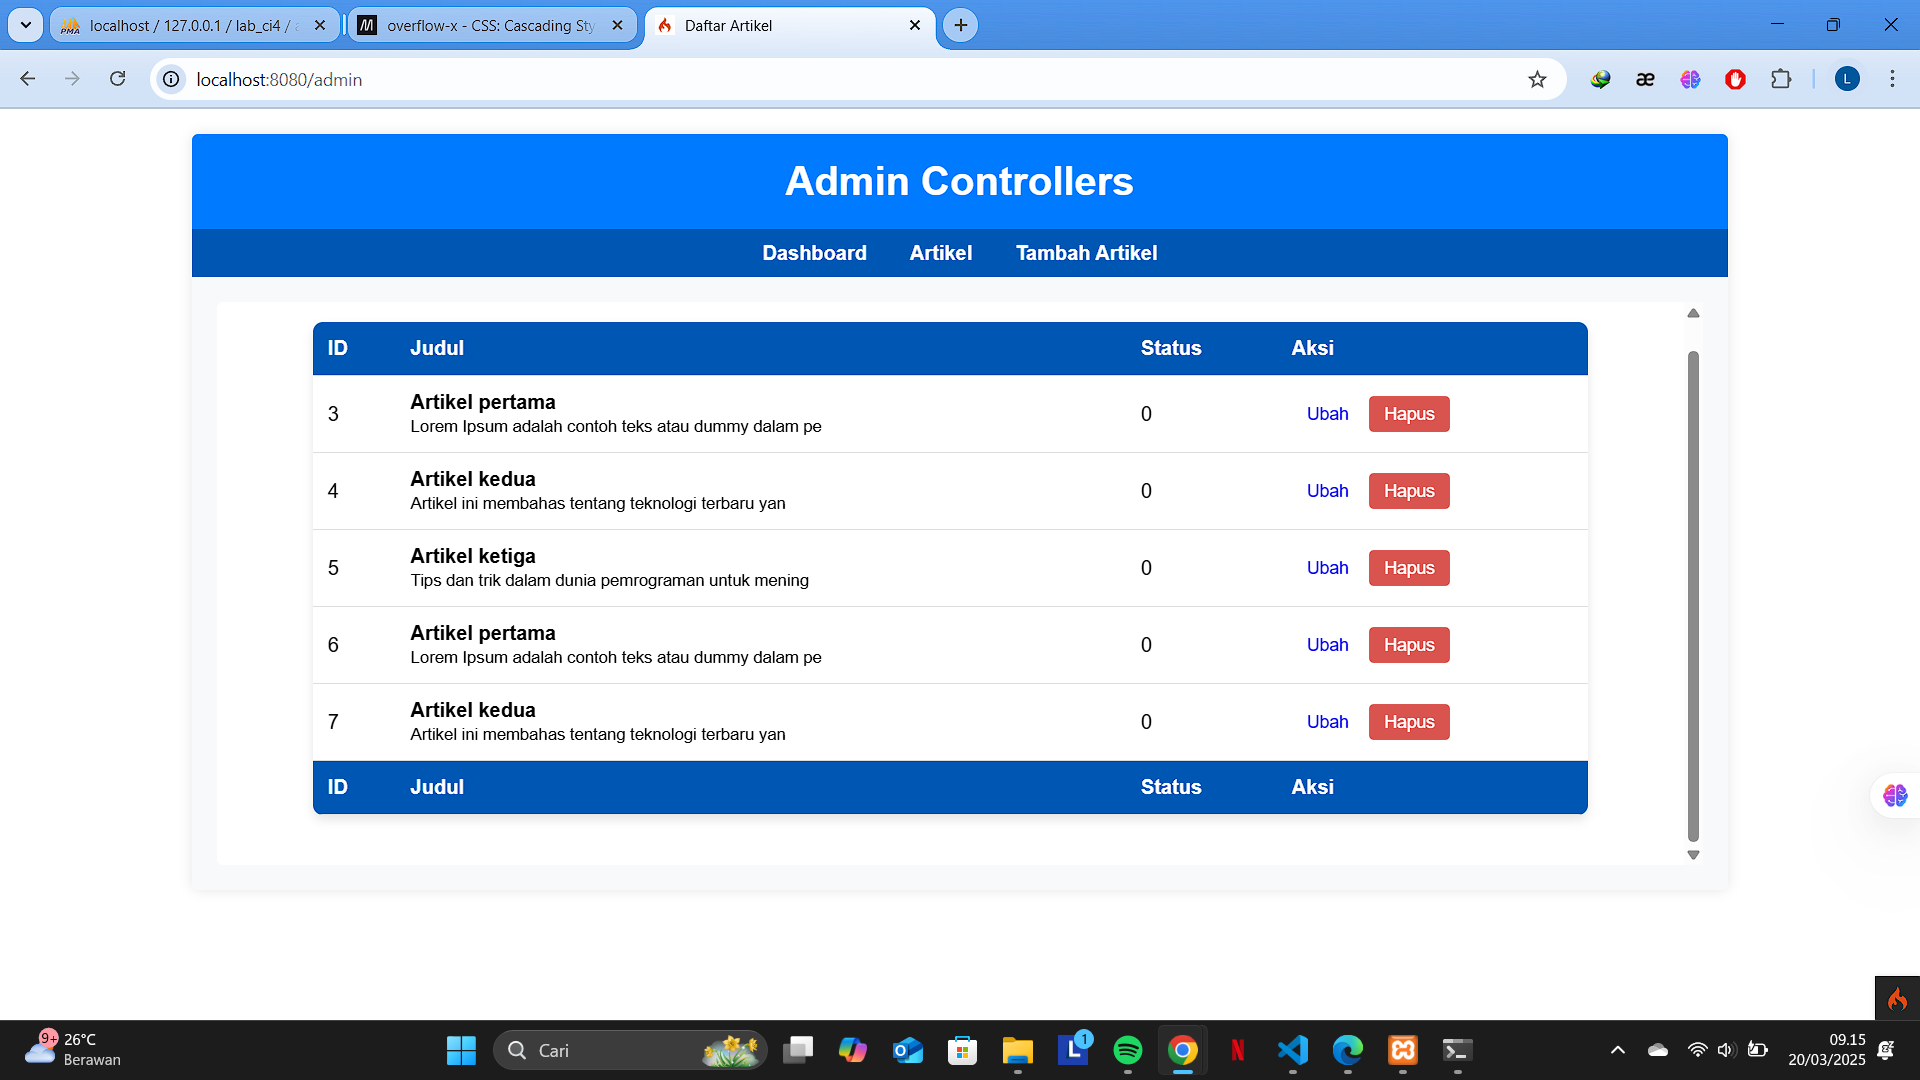 localhost / 127.0.0.1 / lab_ci4 /
overflow-x - CSS: Cascading Sty
Daftar Artikel
localhost:8080/admin
L
Admin Controllers
Dashboard Artikel Tambah Artikel
ID Judul Status Aksi
3 Artikel pertama 0 Ubah Hapus
Lorem Ipsum adalah contoh teks atau dummy dalam pe
4 Artikel kedua 0 Ubah Hapus
Artikel ini membahas tentang teknologi terbaru yan
5 Artikel ketiga 0 Ubah Hapus
Tips dan trik dalam dunia pemrograman untuk mening
6 Artikel pertama 0 Ubah Hapus
Lorem Ipsum adalah contoh teks atau dummy dalam pe
7 Artikel kedua 0 Ubah Hapus
Artikel ini membahas tentang teknologi terbaru yan
ID Judul Status Aksi
9+ 26°C
Berawan
Cari
1
09.15
20/03/2025